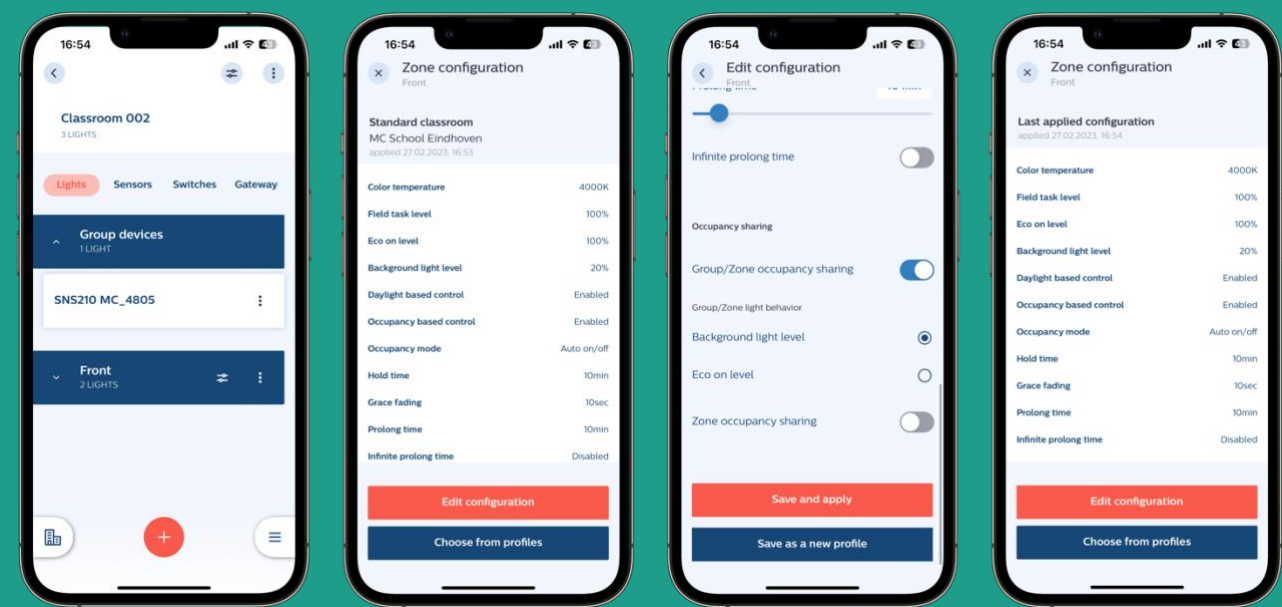 16:54
Classroom 002
3 LIGHTS
Lights Sensors Switches Gateway
Group devices
1 LIGHT
SNS210 MC_4805
Front
2 LIGHTS
16:54
Zone configuration
Front
Standard classroom
MC School Eindhoven
applied 27.02.2023, 16:53
Color temperature 4000K
Field task level 100%
Eco on level 100%
Background light level 20%
Daylight based control Enabled
Occupancy based control Enabled
Occupancy mode Auto on/off
Hold time 10min
Grace fading 10sec
Prolong time 10min
Infinite prolong time Disabled
Edit configuration
Choose from profiles
16:54
Edit configuration
Front
Infinite prolong time
Occupancy sharing
Group/Zone occupancy sharing
Group/Zone light behavior
Background light level
Eco on level
Zone occupancy sharing
Save and apply
Save as a new profile
16:54
Zone configuration
Front
Last applied configuration
applied 27.02.2023, 16:54
Color temperature 4000K
Field task level 100%
Eco on level 100%
Background light level 20%
Daylight based control Enabled
Occupancy based control Enabled
Occupancy mode Auto on/off
Hold time 10min
Grace fading 10sec
Prolong time 10min
Infinite prolong time Disabled
Edit configuration
Choose from profiles